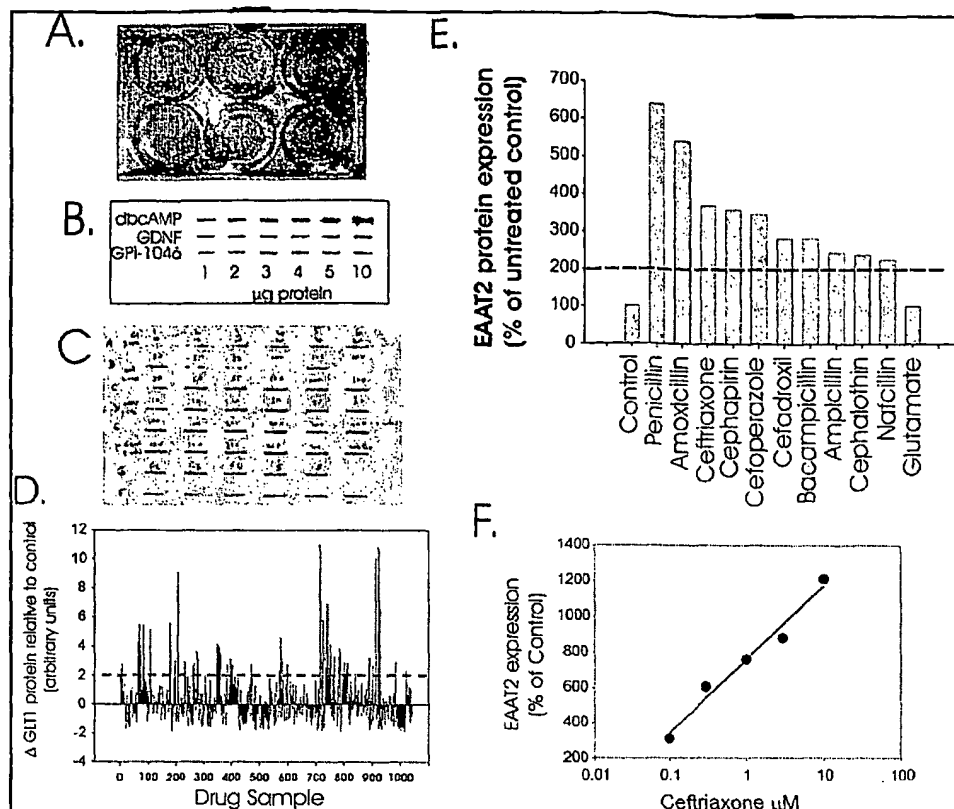 A.
B.
dbcAMP
GDNF
GPI-1046
1 2 3 4 5 10
µg protein
C
D.
Δ GLT1 protein relative to control
(arbitrary units)
12
10
8
6
4
2
0
-2
-4
0 100 200 300 400 500 600 700 800 900 1000
Drug Sample
E.
EAAT2 protein expression
(% of untreated control)
700
600
500
400
300
200
100
0
Control
Penicillin
Amoxicillin
Ceftriaxone
Cephapirin
Cefoperazole
Cefadoxil
Bacampicillin
Ampicillin
Cephalothin
Nafcillin
Glutamate
F.
EAAT2 expression
(% of Control)
1400
1200
1000
800
600
400
200
0.01 0.1 1 10 100
Ceftriaxone µM